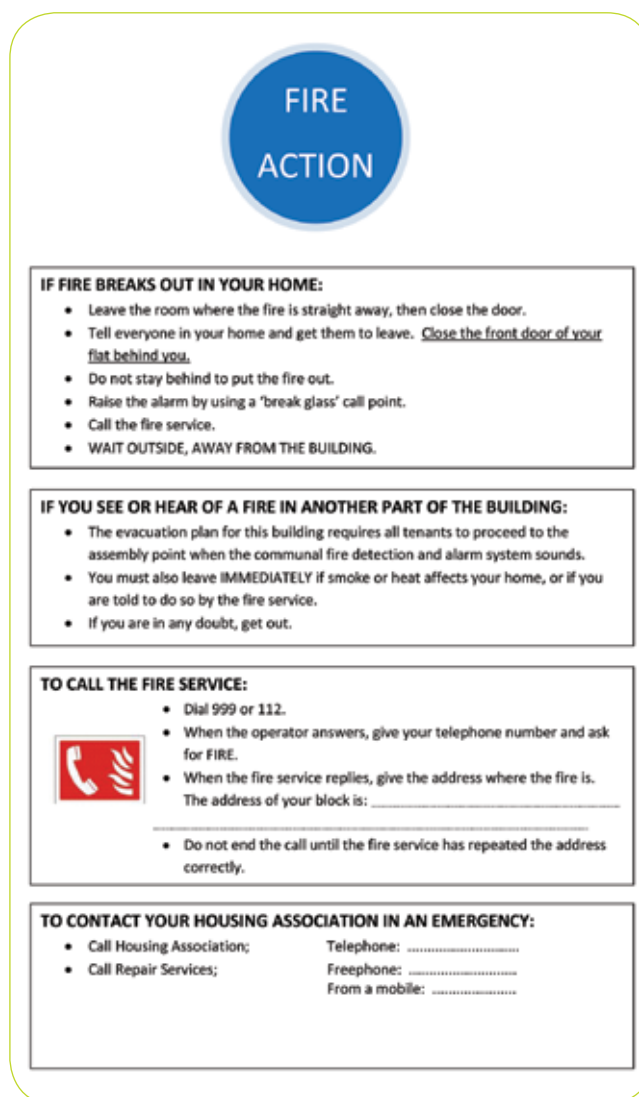 FIRE
ACTION
IF FIRE BREAKS OUT IN YOUR HOME:
• Leave the room where the fire is straight away, then close the door.
• Tell everyone in your home and get them to leave. Close the front door of your
flat behind you.
• Do not stay behind to put the fire out.
• Raise the alarm by using a 'break glass' call point.
• Call the fire service.
• WAIT OUTSIDE, AWAY FROM THE BUILDING.
IF YOU SEE OR HEAR OF A FIRE IN ANOTHER PART OF THE BUILDING:
• The evacuation plan for this building requires all tenants to proceed to the
assembly point when the communal fire detection and alarm system sounds.
• You must also leave IMMEDIATELY if smoke or heat affects your home, or if you
are told to do so by the fire service.
• If you are in any doubt, get out.
TO CALL THE FIRE SERVICE:
• Dial 999 or 112.
• When the operator answers, give your telephone number and ask
for FIRE.
• When the fire service replies, give the address where the fire is.
The address of your block is: ........................................
........................................
• Do not end the call until the fire service has repeated the address
correctly.
TO CONTACT YOUR HOUSING ASSOCIATION IN AN EMERGENCY:
• Call Housing Association; Telephone: ............................
• Call Repair Services; Freephone: ...........................
From a mobile: .....................